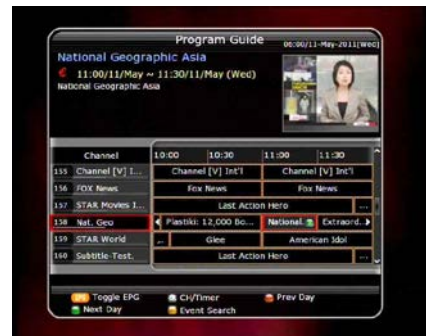 Program Guide
06:00/11-May-2011[Wed]
National Geographic Asia
11:00/11/May ~ 11:30/11/May (Wed)
National Geographic Asia
Channel 10:00 10:30 11:00 11:30
155 Channel [V] I... Channel [V] Int'l Channel [V] Int'l
156 FOX News Fox News Fox News
157 STAR Movies I... Last Action Hero ...
158 Nat. Geo Plastiki: 12,000 Bo... National. Extraord..
159 STAR World ... Glee American Idol
160 Subtitle-Test. Last Action Hero ...
Toggle EPG CH/Timer Prev Day
Next Day Event Search